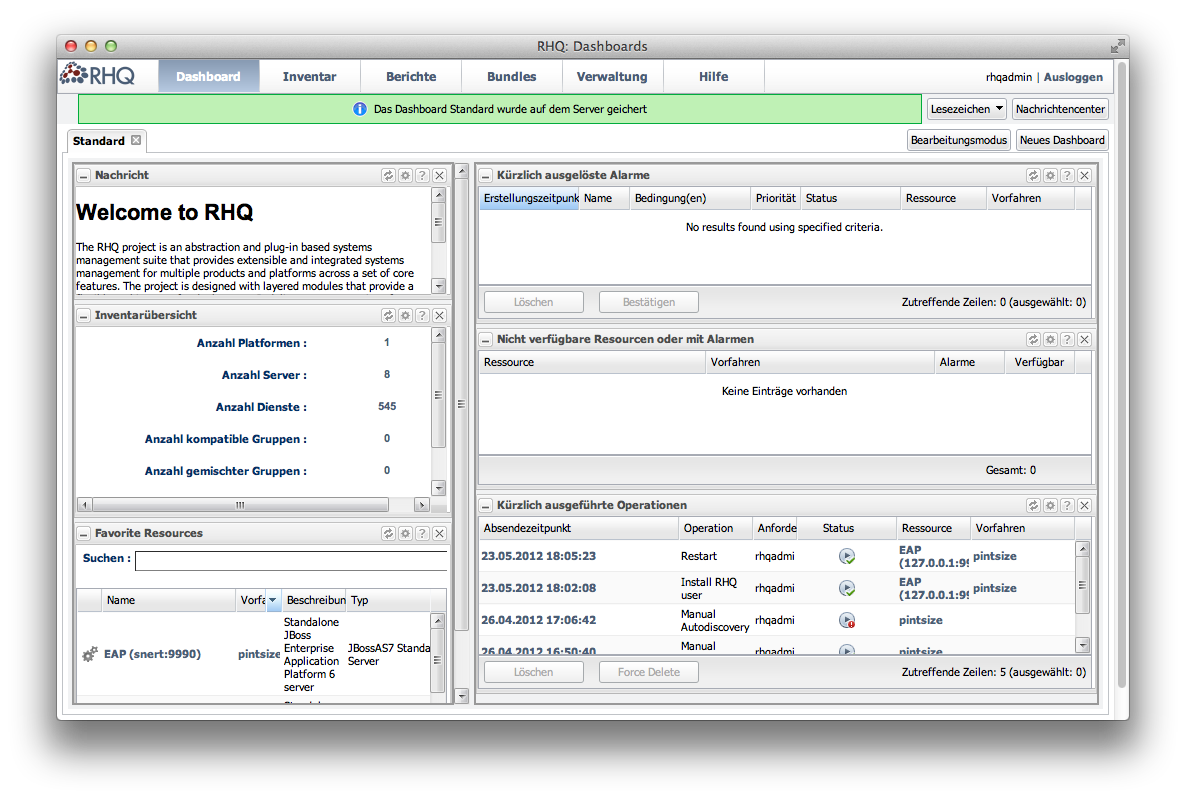 RHQ: Dashboards
RHQ
Dashboard
Inventar
Berichte
Bundles
Verwaltung
Hilfe
rhqadmin | Ausloggen
Das Dashboard Standard wurde auf dem Server geichert
Lesezeichen
Nachrichtencenter
Standard
Bearbeitungsmodus
Neues Dashboard
Nachricht
Welcome to RHQ
The RHQ project is an abstraction and plug-in based systems
management suite that provides extensible and integrated systems
management for multiple products and platforms across a set of core
features. The project is designed with layered modules that provide a
Inventarübersicht
Anzahl Platformen : 1
Anzahl Server : 8
Anzahl Dienste : 545
Anzahl kompatible Gruppen : 0
Anzahl gemischter Gruppen : 0
Favorite Resources
Suchen :
Name Vorfa Beschreibun Typ
EAP (snert:9990) pintsize
Standalone
JBoss
Enterprise
Application
Platform 6
server
JBossAS7 Standa
Server
Kürzlich ausgelöste Alarme
Erstellungszeitpunk Name Bedingung(en) Priorität Status Ressource Vorfahren
No results found using specified criteria.
Löschen
Bestätigen
Zutreffende Zeilen: 0 (ausgewählt: 0)
Nicht verfügbare Resourcen oder mit Alarmen
Ressource Vorfahren Alarme Verfügbar
Keine Einträge vorhanden
Gesamt: 0
Kürzlich ausgeführte Operationen
Absendezeitpunkt Operation Anforde Status Ressource Vorfahren
23.05.2012 18:05:23 Restart rhqadmi
EAP
(127.0.0.1:99
pintsize
23.05.2012 18:02:08
Install RHQ
user
rhqadmi
EAP
(127.0.0.1:99
pintsize
26.04.2012 17:06:42
Manual
Autodiscovery
rhqadmi pintsize
26.04.2012 16:50:40 Manual rhqadmi pintsize
Löschen
Force Delete
Zutreffende Zeilen: 5 (ausgewählt: 0)